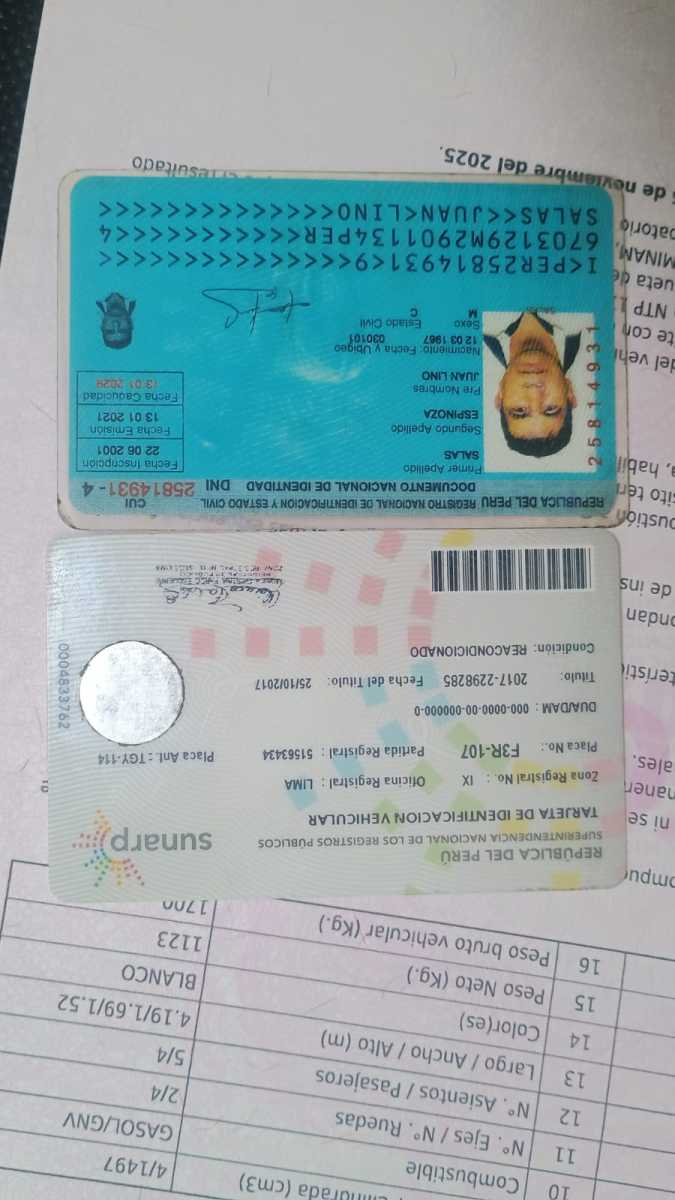 Cilindrada (cm3) 4/1497
10 Combustible GASOL/GNV
11 N°. Ejes / N°. Ruedas 2/4
12 N°. Asientos / Pasajeros 5/4
13 Largo / Ancho / Alto (m) 4.19/1.69/1.52
14 Color(es) BLANCO
15 Peso Neto (Kg.) 1123
16 Peso bruto vehicular (Kg.) 1700
REPÚBLICA DEL PERÚ
SUPERINTENDENCIA NACIONAL DE LOS REGISTROS PÚBLICOS
sunarp
TARJETA DE IDENTIFICACIÓN VEHICULAR
Zona Registral No. : IX Oficina Registral : LIMA
Placa No.: F3R-107 Partida Registral : 51563434 Placa Ant. : TGY-114
DUA/DAM : 000-0000-00-000000-0
Título: 2017-2298285 Fecha del Título: 25/10/2017
Condición: REACONDICIONADO
0004833762
REPUBLICA DEL PERU REGISTRO NACIONAL DE IDENTIFICACION Y ESTADO CIVIL
DOCUMENTO NACIONAL DE IDENTIDAD DNI
CUI
25814931-4
Primer Apellido
SALAS
Segundo Apellido
ESPINOZA
Pre Nombres
JUAN LINO
Nacimiento: Fecha y Ubigeo
12 03 1967 030101
Sexo Estado Civil
M C
Fecha Inscripción
22 06 2001
Fecha Emisión
13 01 2021
Fecha Caducidad
13 01 2029
25814931
I<PER25814931<9<<<<<<<<<<<<<<<
6703129M2901134PER<<<<<<<<<<<4
SALAS<<JUAN<LINO<<<<<<<<<<<<<<
de noviembre del 2025.
resultado